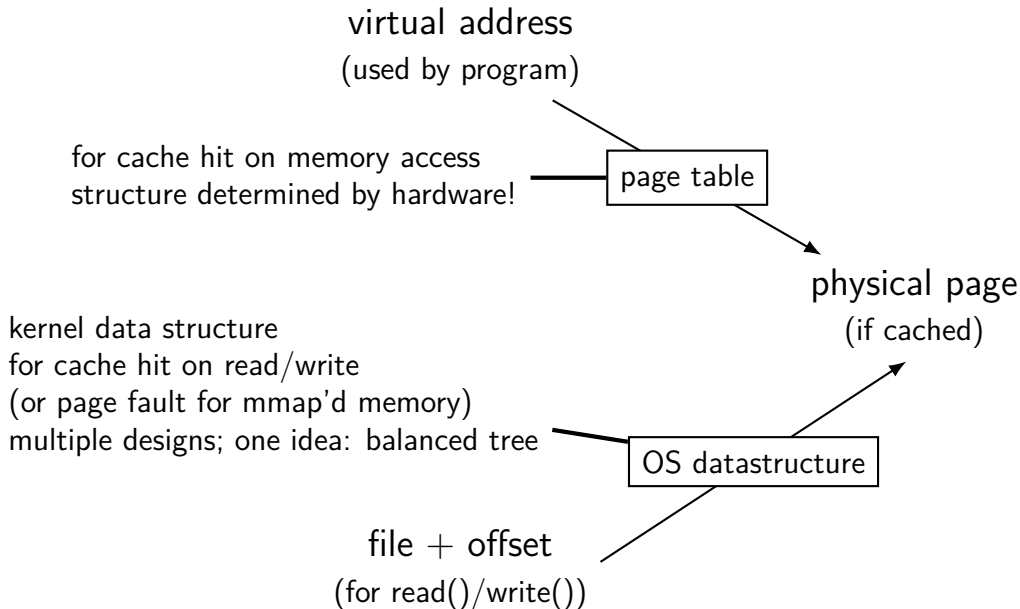 virtual address
(used by program)
for cache hit on memory access
structure determined by hardware!
page table
physical page
(if cached)
kernel data structure
for cache hit on read/write
(or page fault for mmap'd memory)
multiple designs; one idea: balanced tree
OS datastructure
file + offset
(for read()/write())